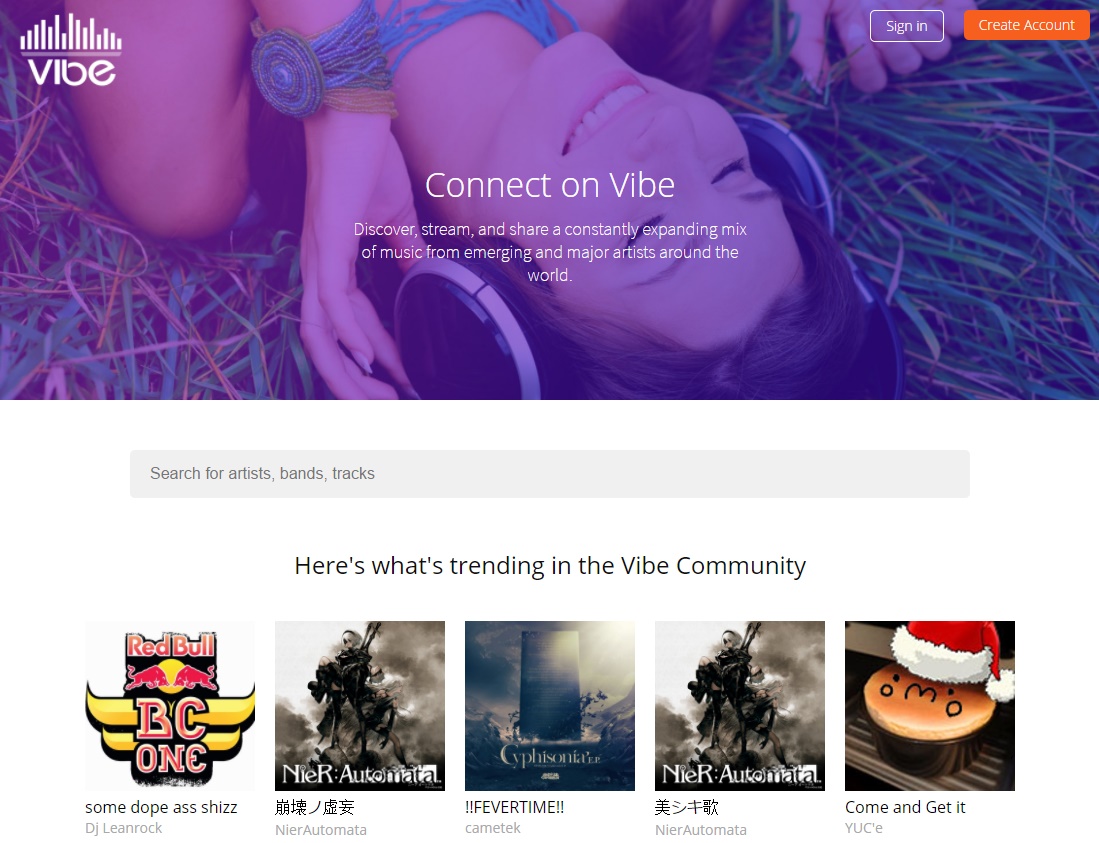 vibe
Sign in
Create Account
Connect on Vibe
Discover, stream, and share a constantly expanding mix
of music from emerging and major artists around the
world.
Search for artists, bands, tracks
Here's what's trending in the Vibe Community
Red Bull
BC
ONE
NieR:Automata
Cyphisonia E.P.
NieR:Automata
some dope ass shizz
Dj Leanrock
崩壊ノ虚妄
NierAutomata
!!FEVERTIME!!
cametek
美シキ歌
NierAutomata
Come and Get it
YUC'e